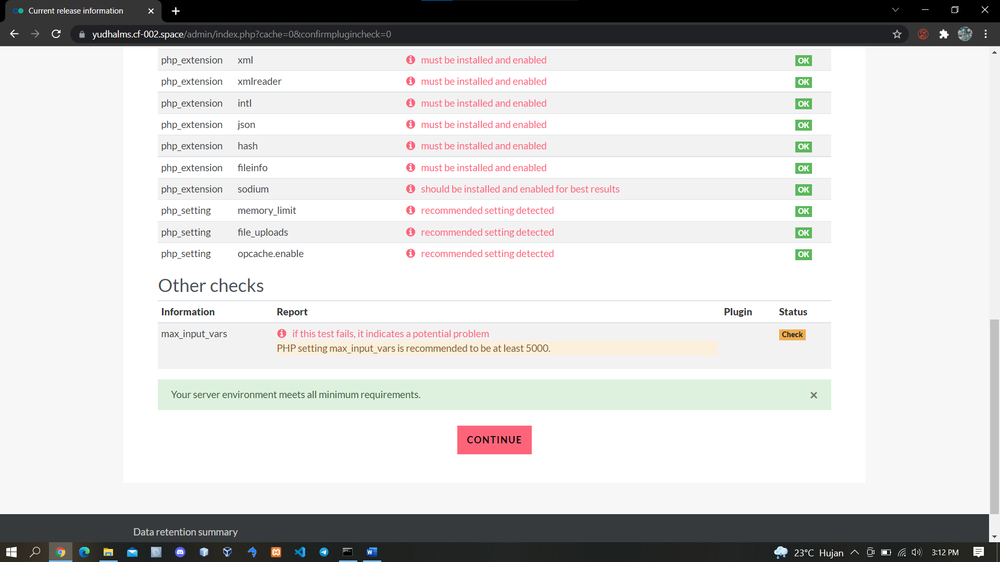 Current release information
yudhalms.cf-002.space/admin/index.php?cache=0&confirmplugincheck=0
php_extension xml must be installed and enabled OK
php_extension xmlreader must be installed and enabled OK
php_extension intl must be installed and enabled OK
php_extension json must be installed and enabled OK
php_extension hash must be installed and enabled OK
php_extension fileinfo must be installed and enabled OK
php_extension sodium should be installed and enabled for best results OK
php_setting memory_limit recommended setting detected OK
php_setting file_uploads recommended setting detected OK
php_setting opcache.enable recommended setting detected OK
Other checks
Information Report Plugin Status
max_input_vars if this test fails, it indicates a potential problem Check
PHP setting max_input_vars is recommended to be at least 5000.
Your server environment meets all minimum requirements.
CONTINUE
Data retention summary
23°C Hujan 3:12 PM